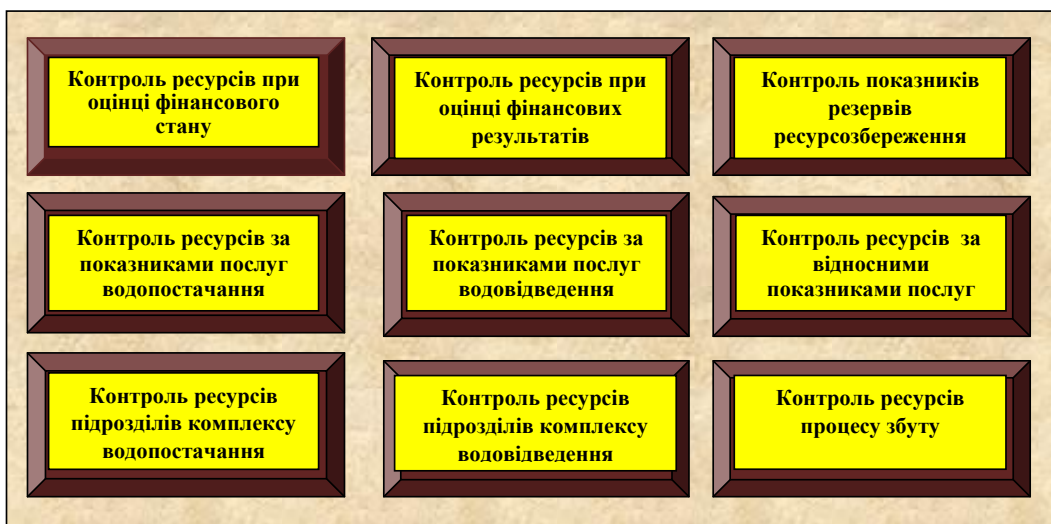 Контроль ресурсів при
оцінці фінансового
стану
Контроль ресурсів при
оцінці фінансових
результатів
Контроль показників
резервів
ресурсозбереження
Контроль ресурсів за
показниками послуг
водопостачання
Контроль ресурсів за
показниками послуг
водовідведення
Контроль ресурсів за
відносними
показниками послуг
Контроль ресурсів
підрозділів комплексу
водопостачання
Контроль ресурсів
підрозділів комплексу
водовідведення
Контроль ресурсів
процесу збуту